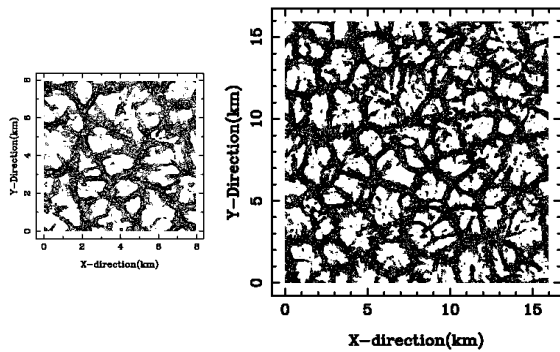 8
6
4
2
0
Y-Direction(km)
0 2 4 6 8
X-direction(km)
15
10
5
0
Y-Direction(km)
0 5 10 15
X-direction(km)